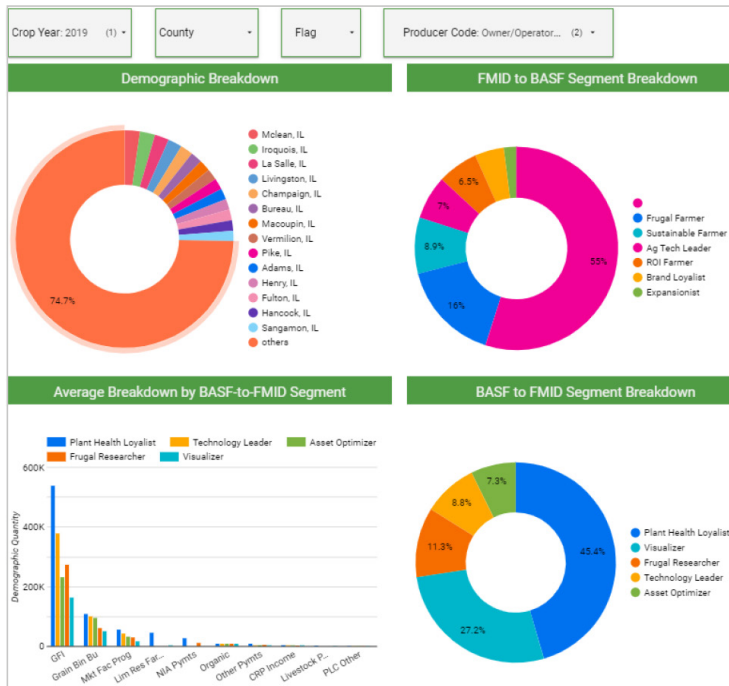 Crop Year: 2019 (1)
County
Flag
Producer Code: Owner/Operator... (2)
Demographic Breakdown
74.7%
Mclean, IL
Iroquois, IL
La Salle, IL
Livingston, IL
Champaign, IL
Bureau, IL
Macoupin, IL
Vermilion, IL
Pike, IL
Adams, IL
Henry, IL
Fulton, IL
Hancock, IL
Sangamon, IL
others
FMID to BASF Segment Breakdown
6.5%
7%
8.9%
16%
55%
Frugal Farmer
Sustainable Farmer
Ag Tech Leader
ROI Farmer
Brand Loyalist
Expansionist
Average Breakdown by BASF-to-FMID Segment
Plant Health Loyalist Technology Leader Asset Optimizer
Frugal Researcher Visualizer
Demographic Quantity
600K
400K
200K
0
GFI
Grain Bin Bu
Mkt Fac Prog
Lim Res Far...
NIA Pymts
Organic
Other Pymts
CRP Income
Livestock P...
PLC Other
BASF to FMID Segment Breakdown
7.3%
8.8%
11.3%
45.4%
27.2%
Plant Health Loyalist
Visualizer
Frugal Researcher
Technology Leader
Asset Optimizer